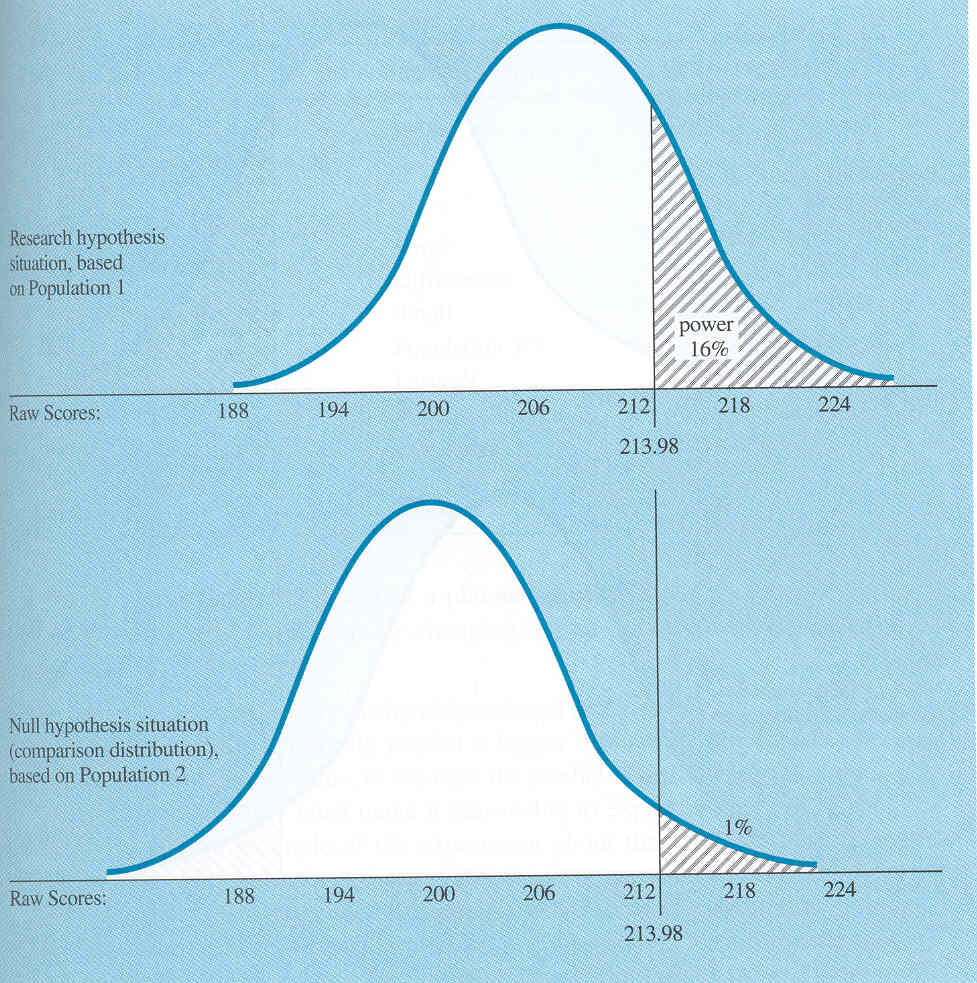 Research hypothesis
situation, based
on Population 1
power
16%
Raw Scores: 188 194 200 206 212 218 224
213.98
Null hypothesis situation
(comparison distribution),
based on Population 2
1%
Raw Scores: 188 194 200 206 212 218 224
213.98